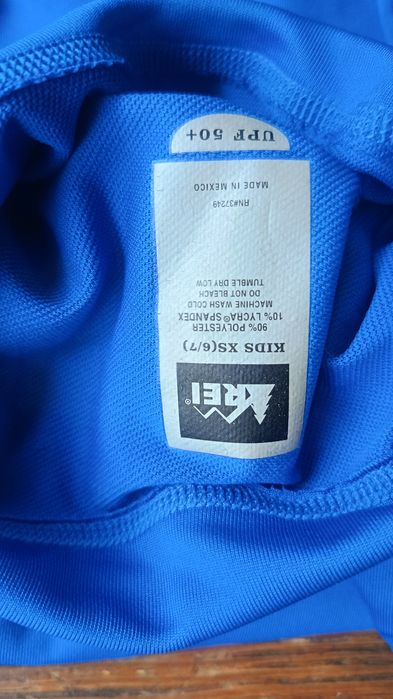 REI®
KIDS XS(6/7)
90% POLYESTER
10% LYCRA® SPANDEX
MACHINE WASH COLD
DO NOT BLEACH
TUMBLE DRY LOW
RN#37249
MADE IN MEXICO
UPF 50+